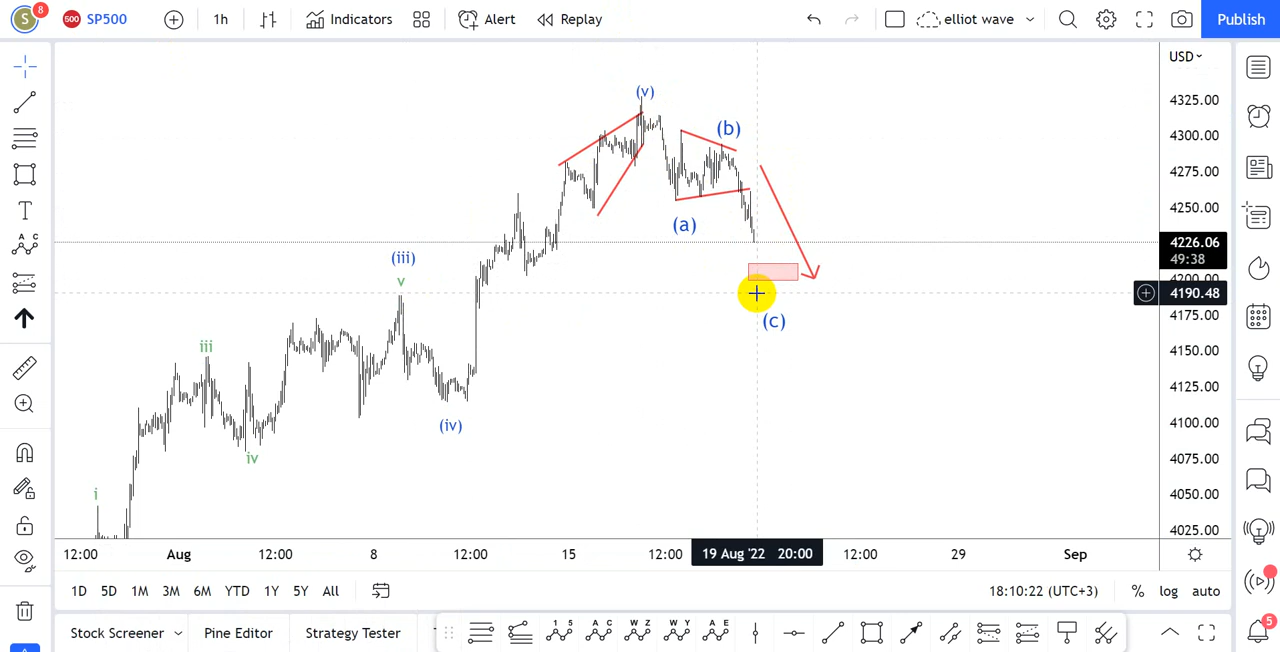 S 8 500 SP500 1h Indicators Alert Replay elliot wave Publish
USD
4325.00
4300.00
4275.00
4250.00
4226.06
49:38
4200.00
4190.48
4175.00
4150.00
4125.00
4100.00
4075.00
4050.00
4025.00
(v)
(b)
(a)
(iii)
v
(c)
iii
(iv)
iv
i
12:00 Aug 12:00 8 12:00 15 12:00 19 Aug '22 20:00 12:00 29 Sep
1D 5D 1M 3M 6M YTD 1Y 5Y All 18:10:22 (UTC+3) % log auto
Stock Screener Pine Editor Strategy Tester
1 5 A C W Z W Y A E
A C
T
5